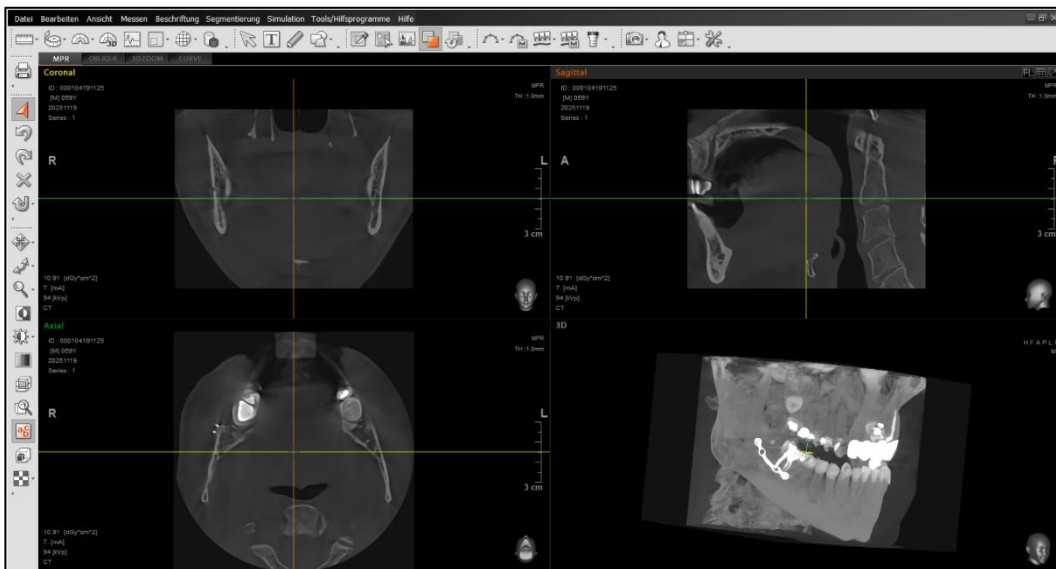 Datei Bearbeiten Ansicht Messen Beschriftung Segmentierung Simulation Tools/Hilfsprogramme Hilfe
MPR OBLIQUE 3DZOOM CURVE
Coronal
ID : 000104191125
[M] 059Y
20251119
Series : 1
MPR
TH :1.0mm
R
L
3 cm
10.91 [dGy*cm^2]
7. [mA]
94 [kVp]
CT
Sagittal
ID : 000104191125
[M] 059Y
20251119
Series : 1
MPR
TH :1.0mm
A
3 cm
10.91 [dGy*cm^2]
7. [mA]
94 [kVp]
CT
Axial
ID : 000104191125
[M] 059Y
20251119
Series : 1
MPR
TH :1.0mm
R
L
3 cm
10.91 [dGy*cm^2]
7. [mA]
94 [kVp]
CT
3D
H F A P L